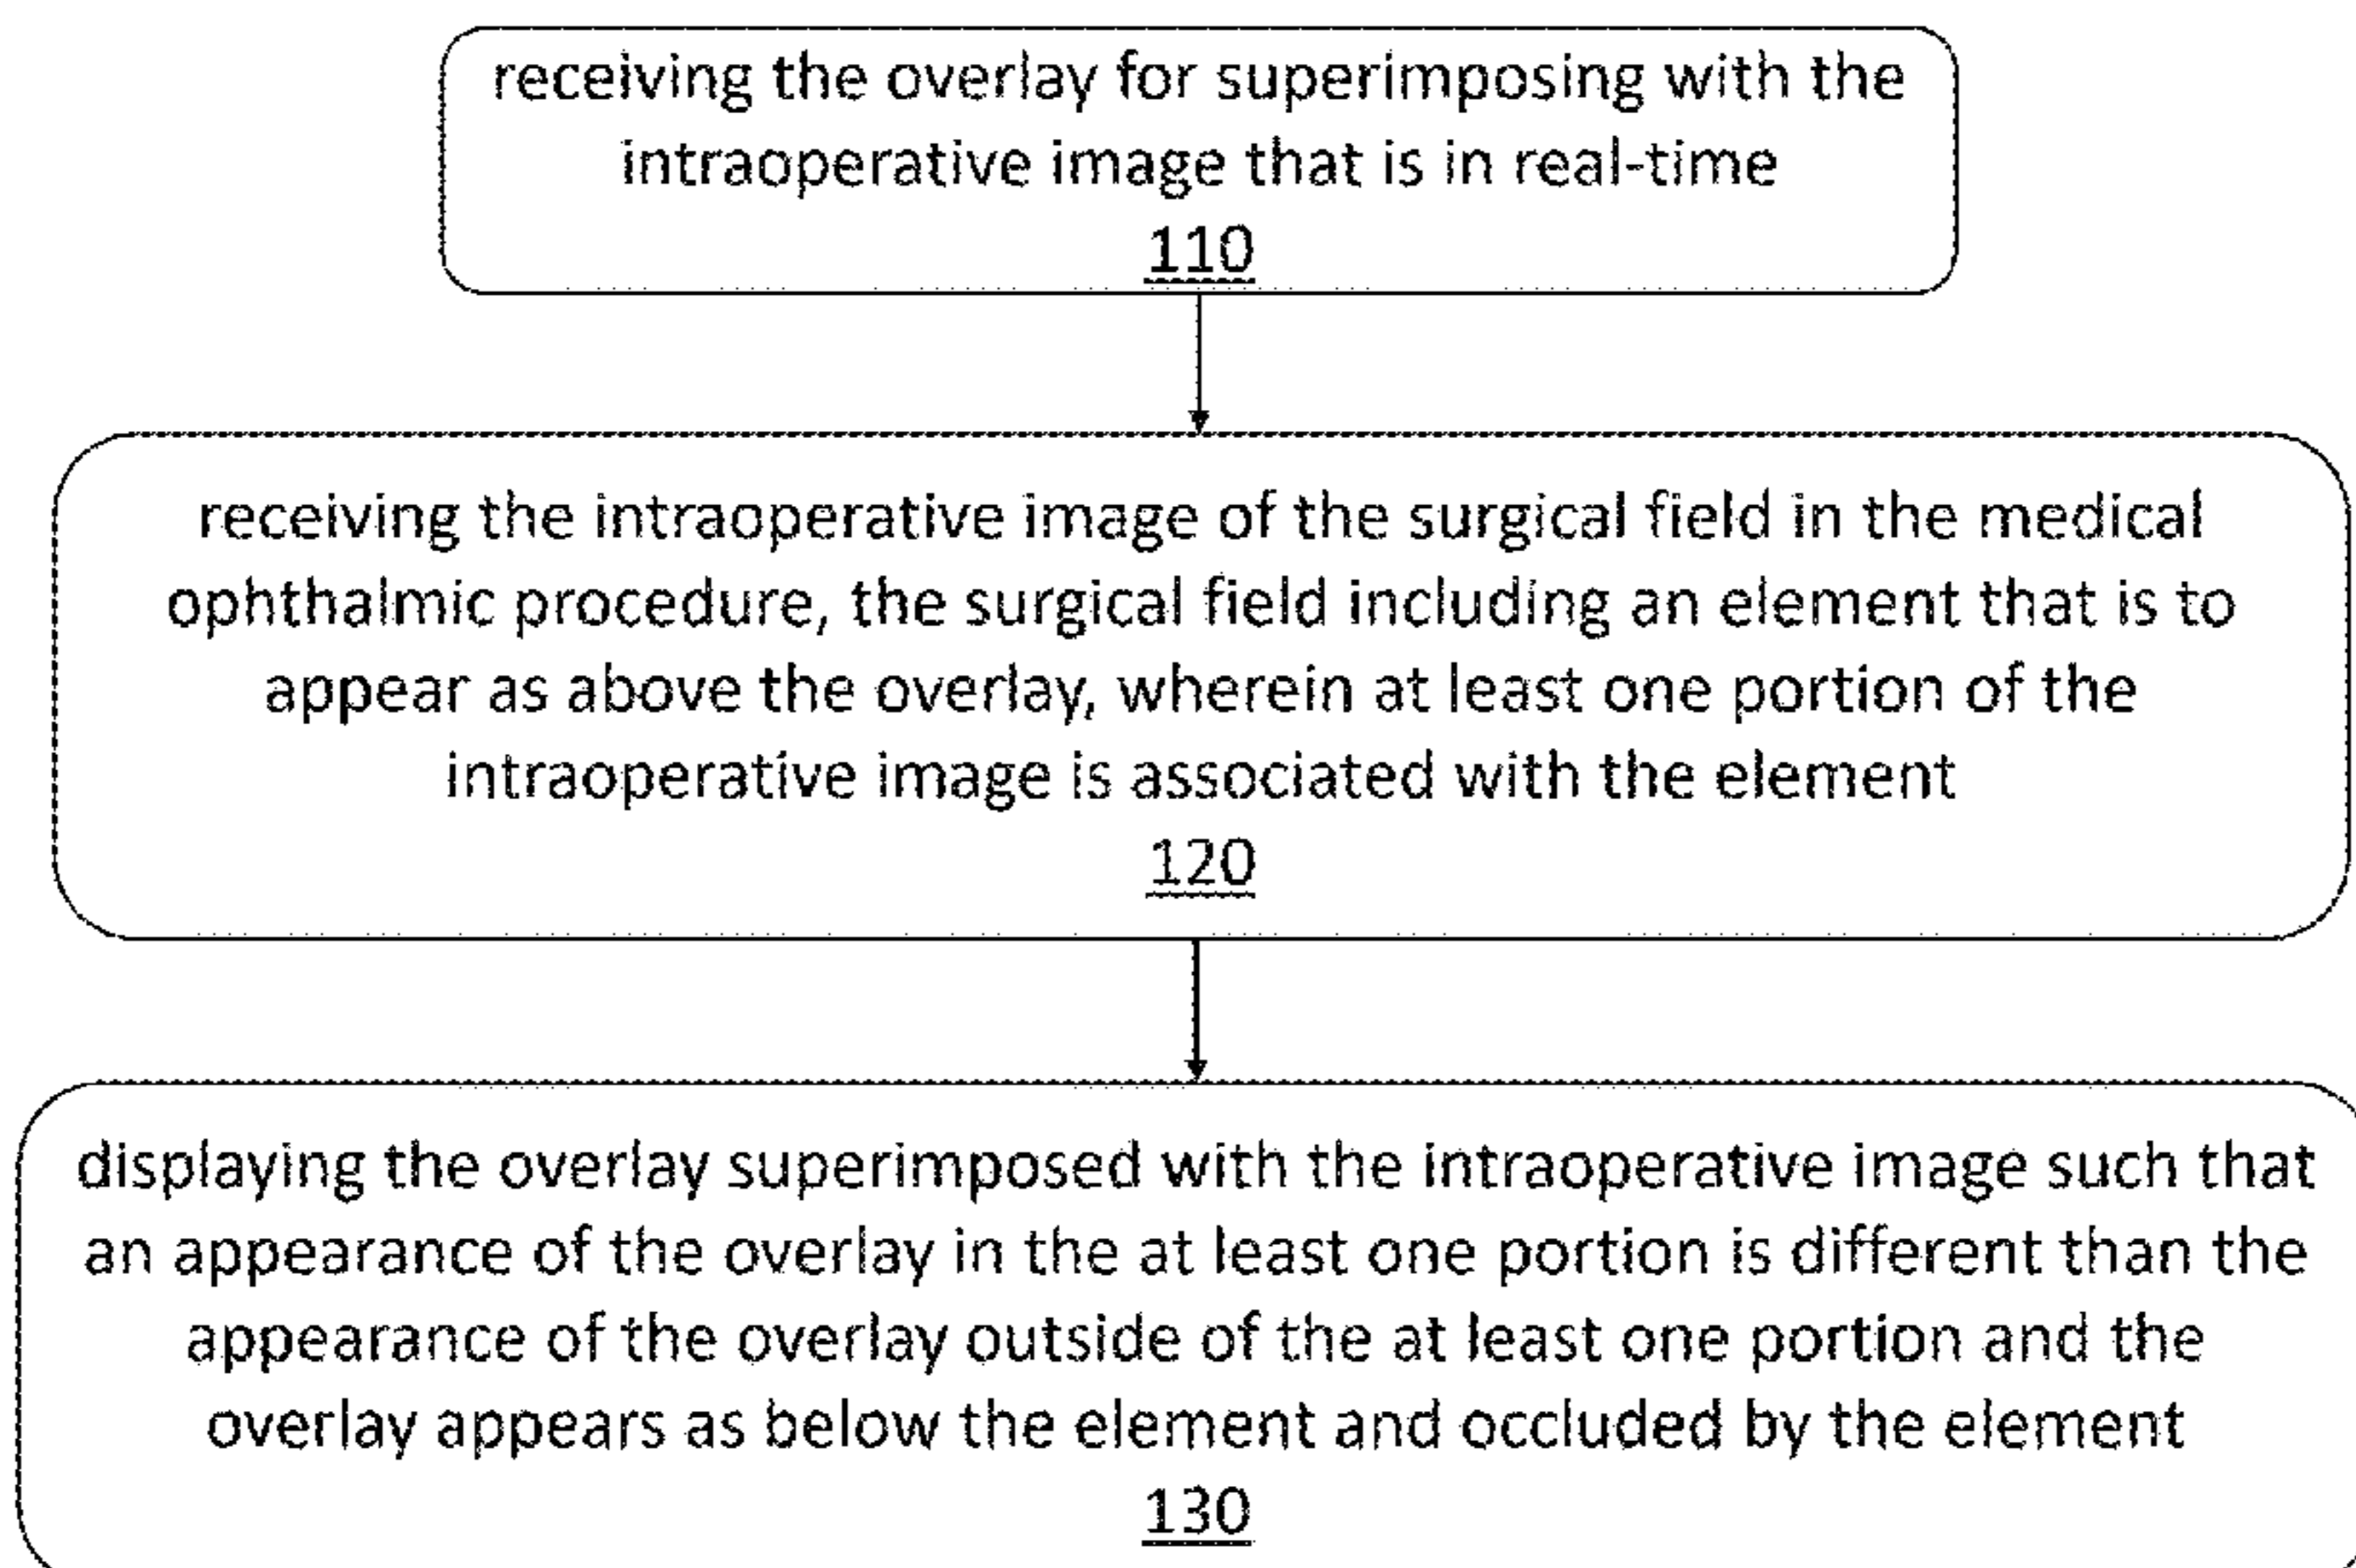 receiving the overlay for superimposing with the
intraoperative image that is in real-time
110
receiving the intraoperative image of the surgical field in the medical
ophthalmic procedure, the surgical field including an element that is to
appear as above the overlay, wherein at least one portion of the
intraoperative image is associated with the element
120
displaying the overlay superimposed with the intraoperative image such that
an appearance of the overlay in the at least one portion is different than the
appearance of the overlay outside of the at least one portion and the
overlay appears as below the element and occluded by the element
130